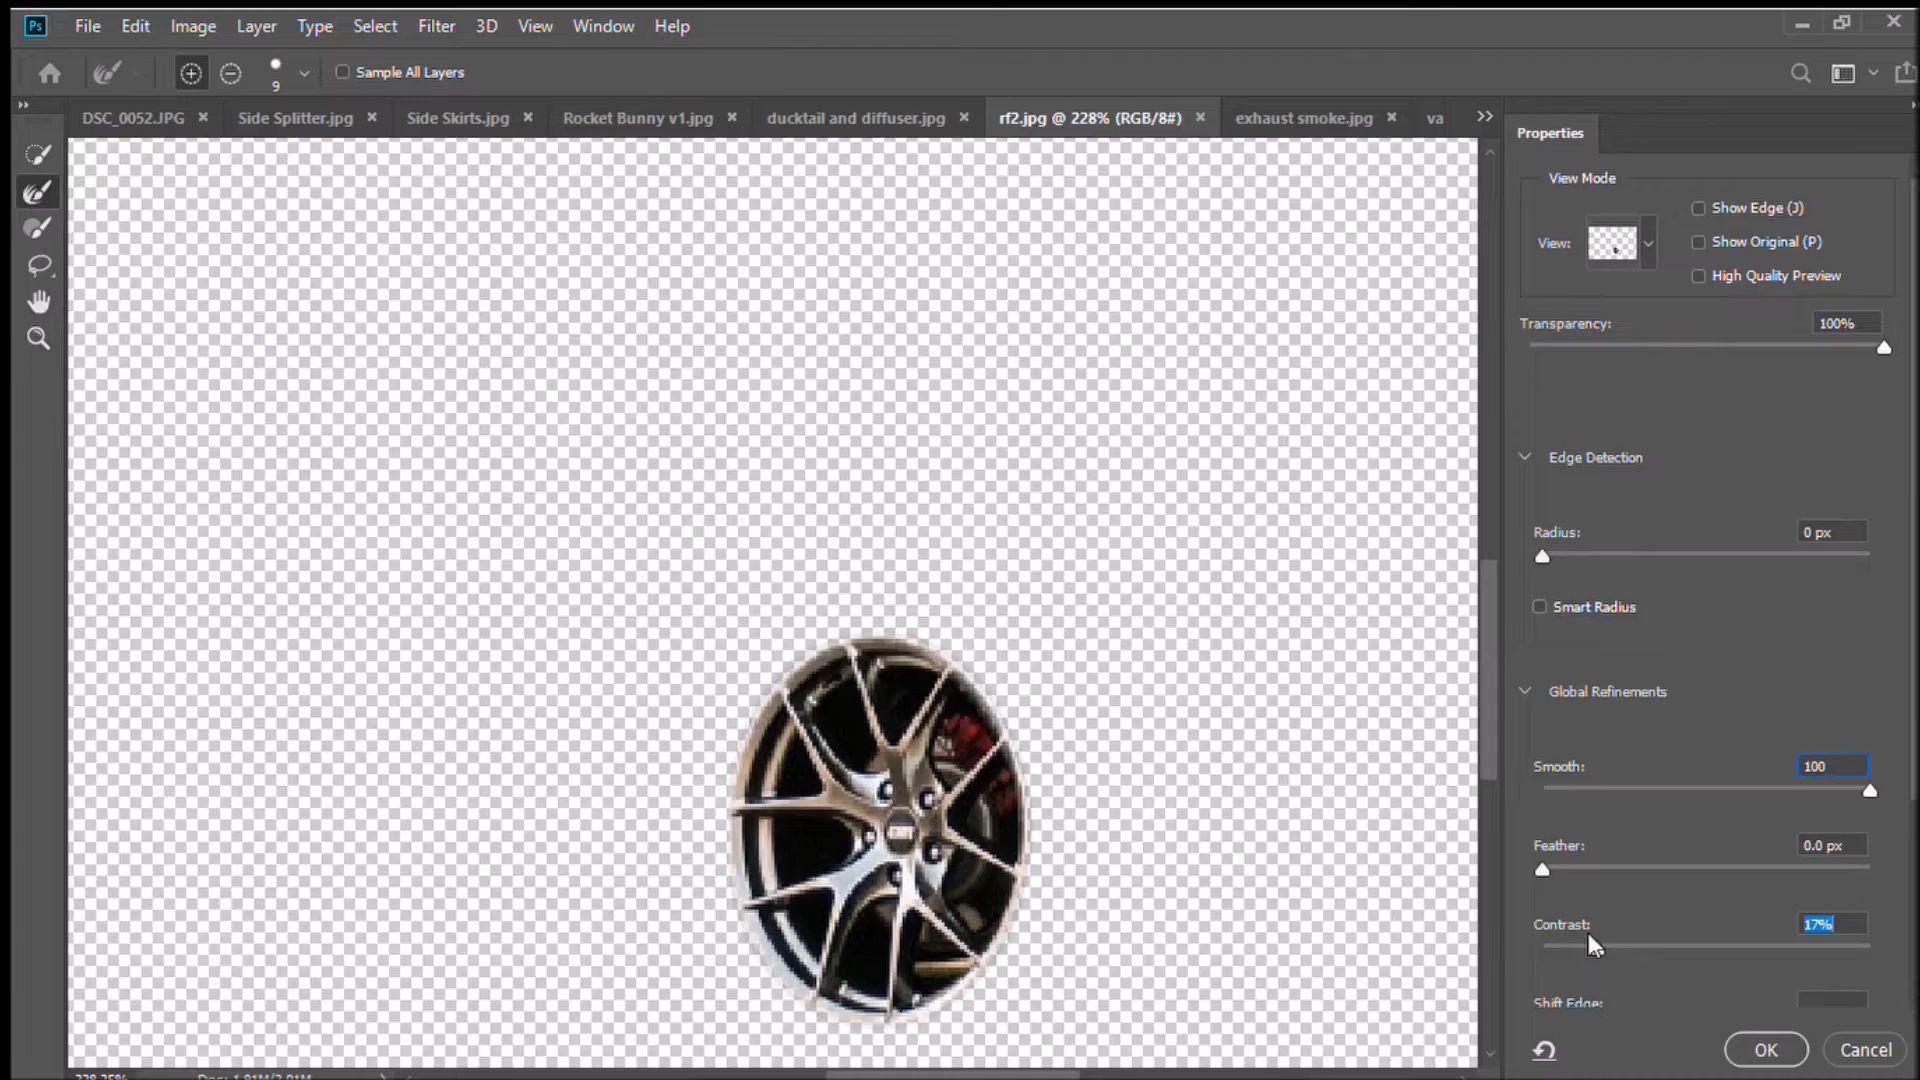 Ps File Edit Image Layer Type Select Filter 3D View Window Help
9 Sample All Layers
DSC_0052.JPG × Side Splitter.jpg × Side Skirts.jpg × Rocket Bunny v1.jpg × ducktail and diffuser.jpg × rf2.jpg @ 228% (RGB/8#) × exhaust smoke.jpg × va
Properties
View Mode
Show Edge (J)
View:
Show Original (P)
High Quality Preview
Transparency: 100%
Edge Detection
Radius: 0 px
Smart Radius
Global Refinements
Smooth: 100
Feather: 0.0 px
Contrast: 17%
Shift Edge:
OK Cancel